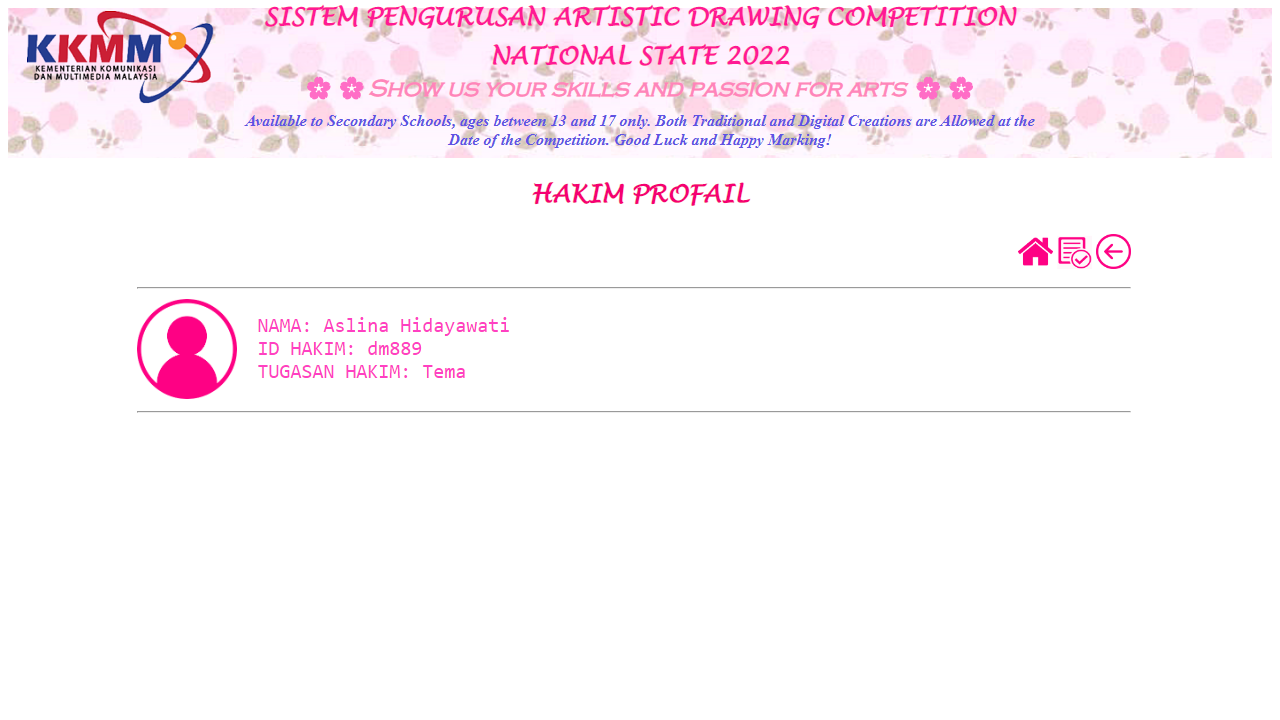 SISTEM PENGURUSAN ARTISTIC DRAWING COMPETITION
NATIONAL STATE 2022
KKMM
KEMENTERIAN KOMUNIKASI
DAN MULTIMEDIA MALAYSIA
SHOW US YOUR SKILLS AND PASSION FOR ARTS
Available to Secondary Schools, ages between 13 and 17 only. Both Traditional and Digital Creations are Allowed at the
Date of the Competition. Good Luck and Happy Marking!
HAKIM PROFAIL
NAMA: Aslina Hidayawati
ID HAKIM: dm889
TUGASAN HAKIM: Tema